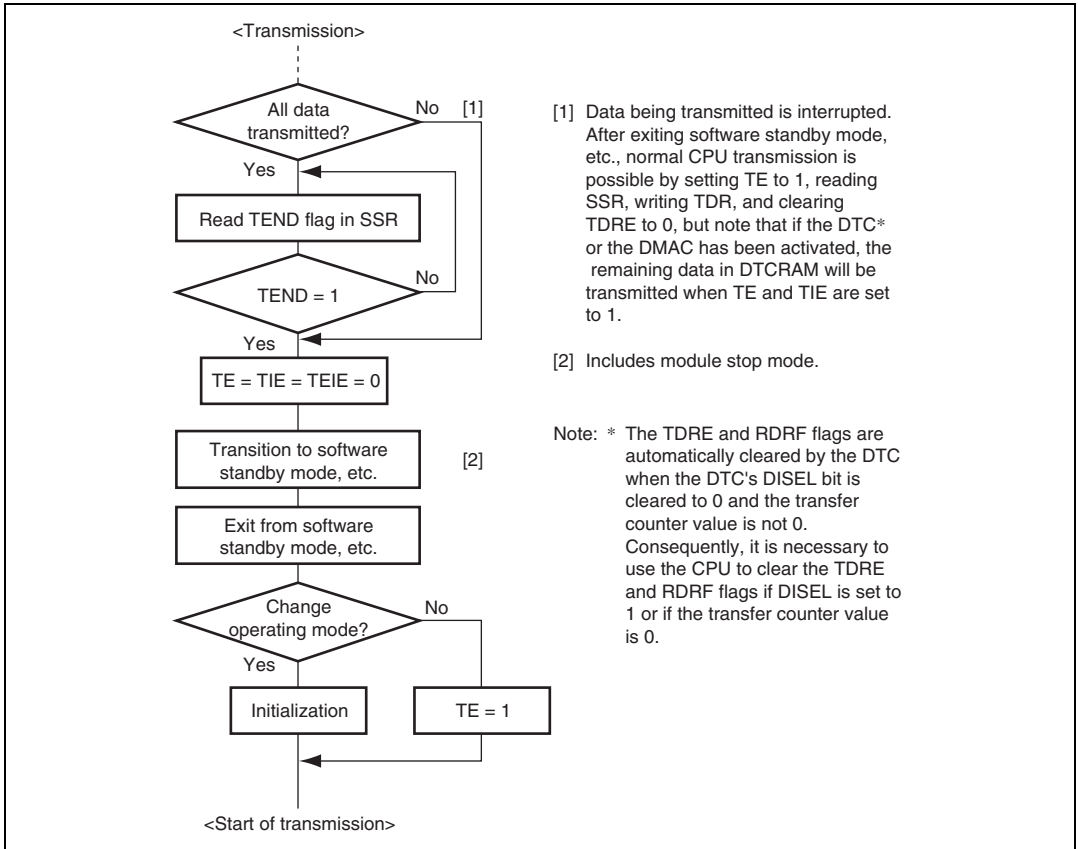 <Transmission>
All data
transmitted?
No
[1]
Yes
Read TEND flag in SSR
TEND = 1
No
Yes
TE = TIE = TEIE = 0
Transition to software
standby mode, etc.
[2]
Exit from software
standby mode, etc.
Change
operating mode?
No
Yes
Initialization
TE = 1
<Start of transmission>
[1] Data being transmitted is interrupted.
After exiting software standby mode,
etc., normal CPU transmission is
possible by setting TE to 1, reading
SSR, writing TDR, and clearing
TDRE to 0, but note that if the DTC*
or the DMAC has been activated, the
remaining data in DTCRAM will be
transmitted when TE and TIE are set
to 1.
[2] Includes module stop mode.
Note: * The TDRE and RDRF flags are
automatically cleared by the DTC
when the DTC's DISEL bit is
cleared to 0 and the transfer
counter value is not 0.
Consequently, it is necessary to
use the CPU to clear the TDRE
and RDRF flags if DISEL is set to
1 or if the transfer counter value
is 0.